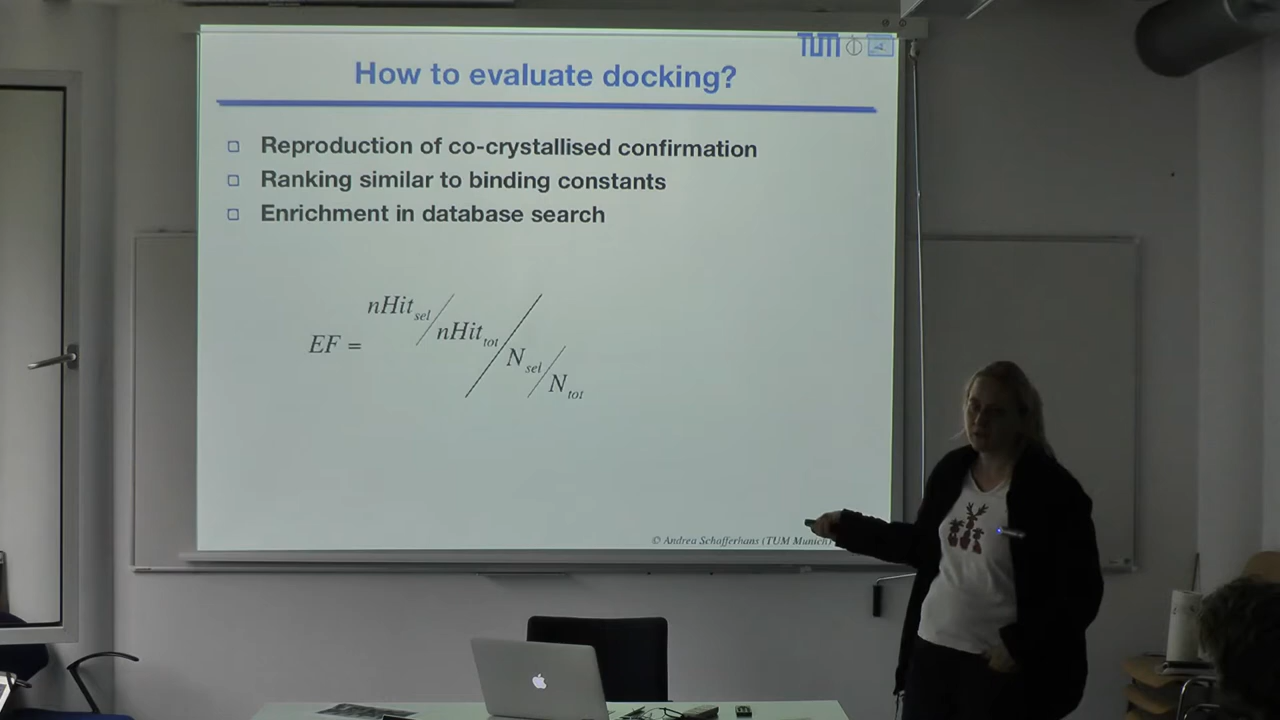 TUM
How to evaluate docking?
Reproduction of co-crystallised confirmation
Ranking similar to binding constants
Enrichment in database search
EF = nHit_sel / nHit_tot / N_sel / N_tot
© Andrea Schafferhans (TUM Munich)